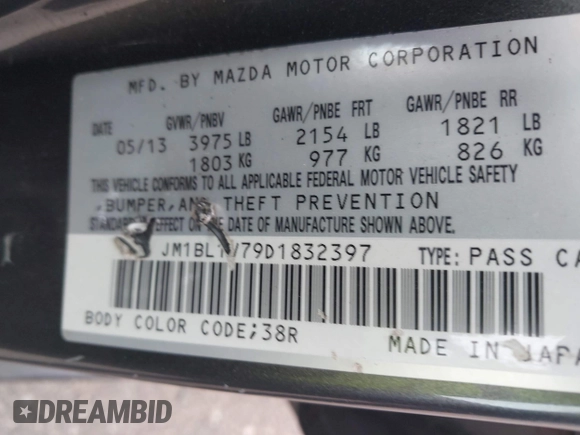 MFD. BY MAZDA MOTOR CORPORATION
DATE GVWR/PNBV GAWR/PNBE FRT GAWR/PNBE RR
05/13 3975 LB 2154 LB 1821 LB
1803 KG 977 KG 826 KG
THIS VEHICLE CONFORMS TO ALL APPLICABLE FEDERAL MOTOR VEHICLE SAFETY
,BUMPER, THEFT PREVENTION
IN EFFECT ON THE DATE OF MANUFACTURE SHOWN ABOVE.
TYPE: PASS CA
BODY COLOR CODE;38R MADE IN JAPA
DREAMBID